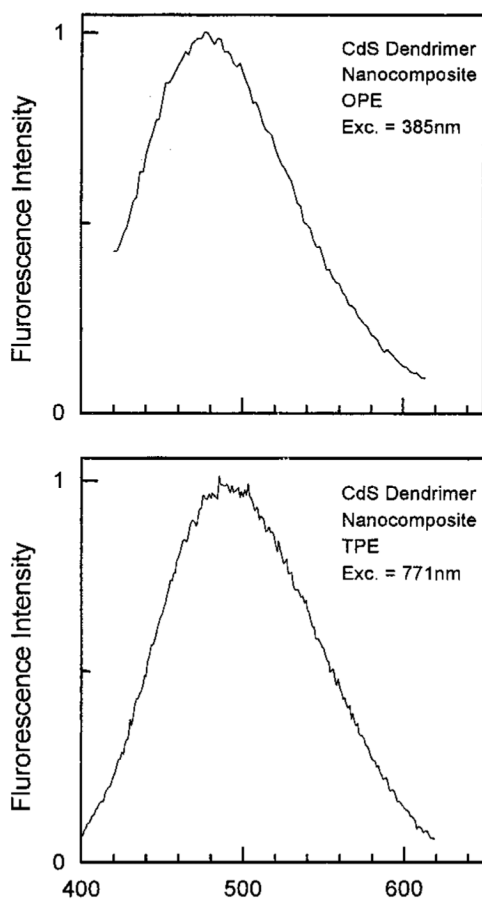 Flurorescence Intensity
1
0
CdS Dendrimer
Nanocomposite
OPE
Exc. = 385nm
Flurorescence Intensity
1
0
CdS Dendrimer
Nanocomposite
TPE
Exc. = 771nm
400 500 600